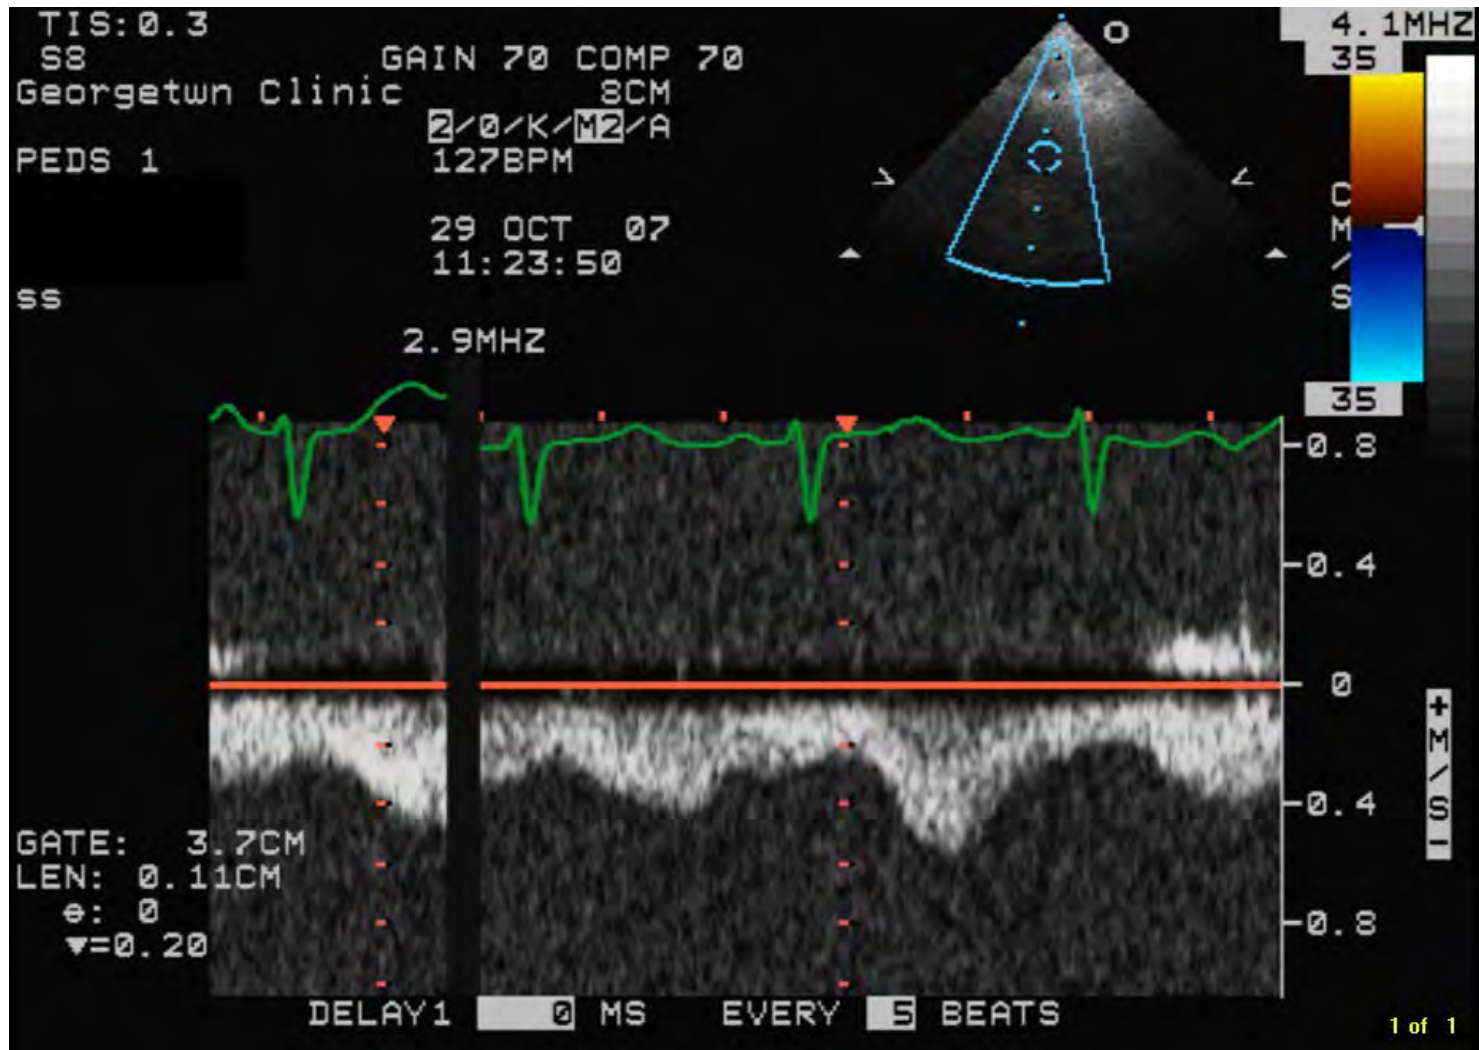 TIS:0.3
S8
GAIN 70 COMP 70
Georgetwn Clinic
8CM
2/0/K/M2/A
PEDS 1
127BPM
29 OCT 07
11:23:50
SS
2.9MHZ
4.1MHZ
35
CM/S
35
0.8
0.4
0
0.4
0.8
+M/S-
GATE: 3.7CM
LEN: 0.11CM
⊖: 0
▼=0.20
DELAY1 0 MS EVERY 5 BEATS
1 of 1